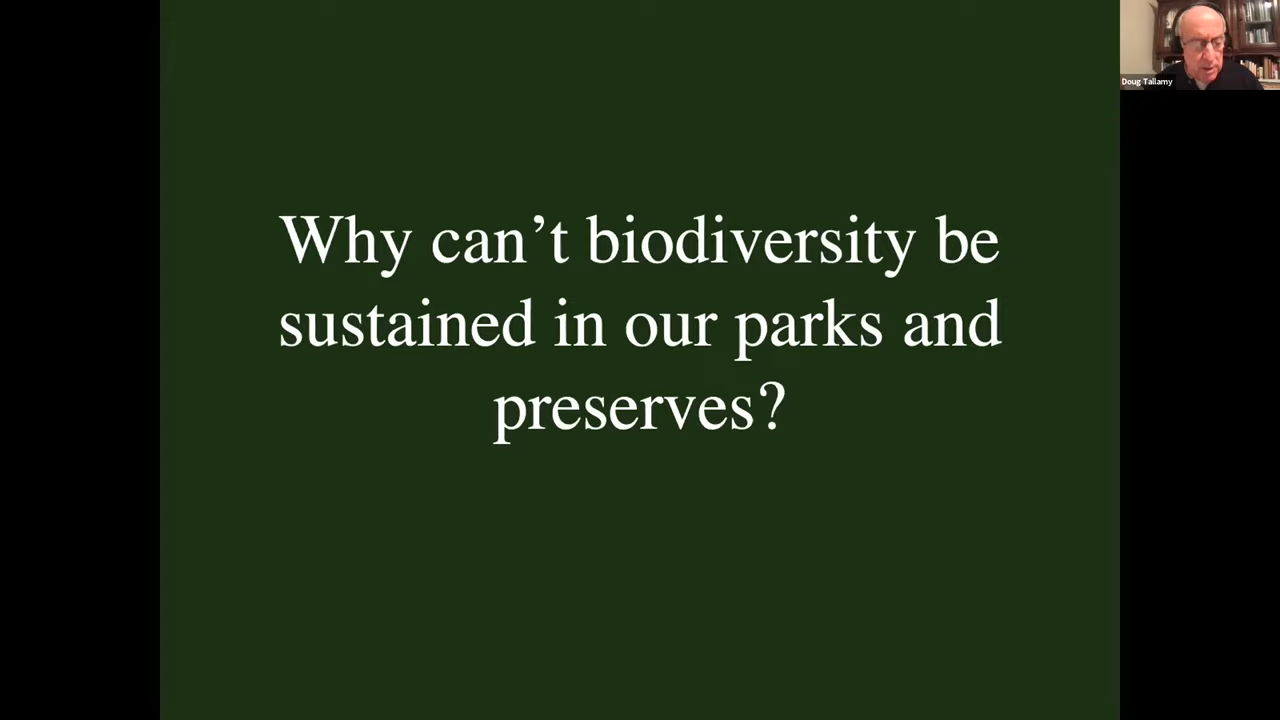 Why can’t biodiversity be
sustained in our parks and
preserves?
Doug Tallamy